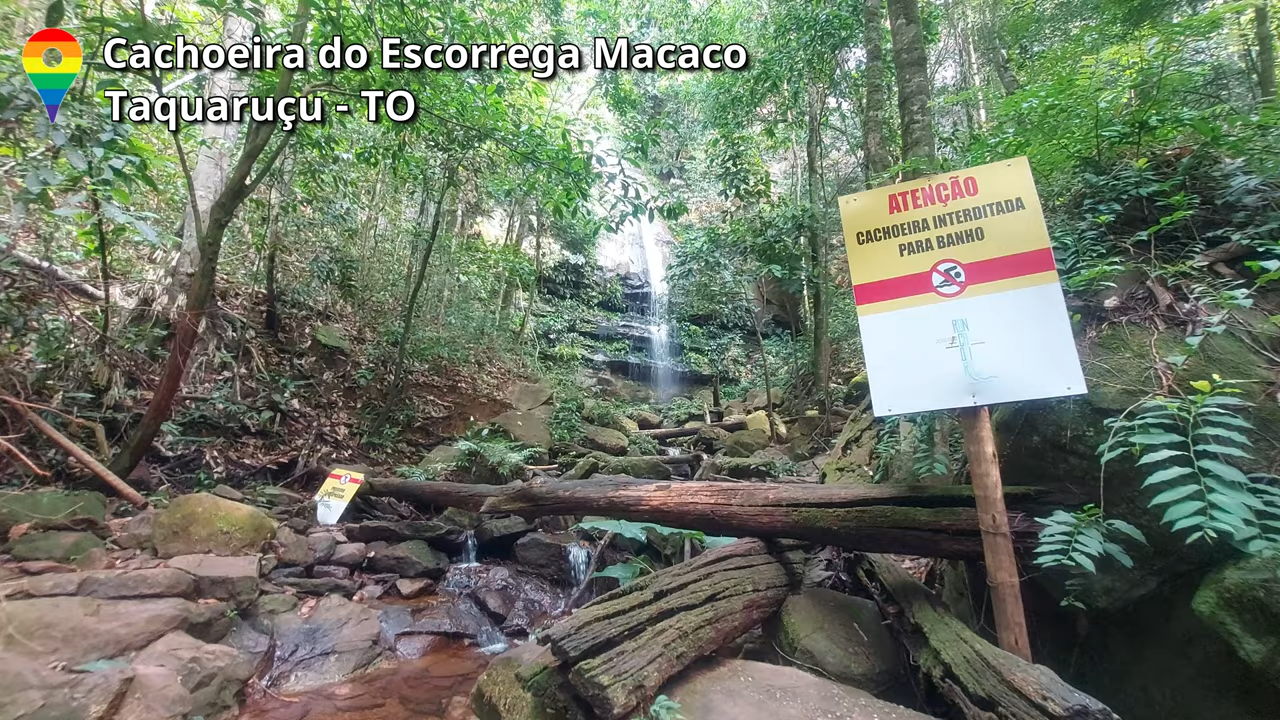 Cachoeira do Escorrega Macaco
Taquaruçu - TO
ATENÇÃO
CACHOEIRA INTERDITADA
PARA BANHO